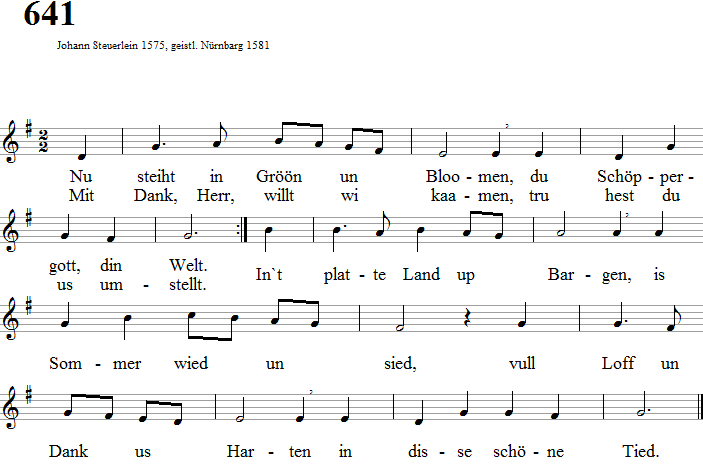 641
Johann Steuerlein 1575, geistl. Nürnbarg 1581
Nu steiht in Gröön un Bloo - men, du Schöp - per -
Mit Dank, Herr, willt wi kaa - men, tru hest du
gott, din Welt. In`t plat - te Land up Bar - gen, is
us um - stellt.
Som - mer wied un sied, vull Loff un
Dank us Har - ten in dis - se schö - ne Tied.